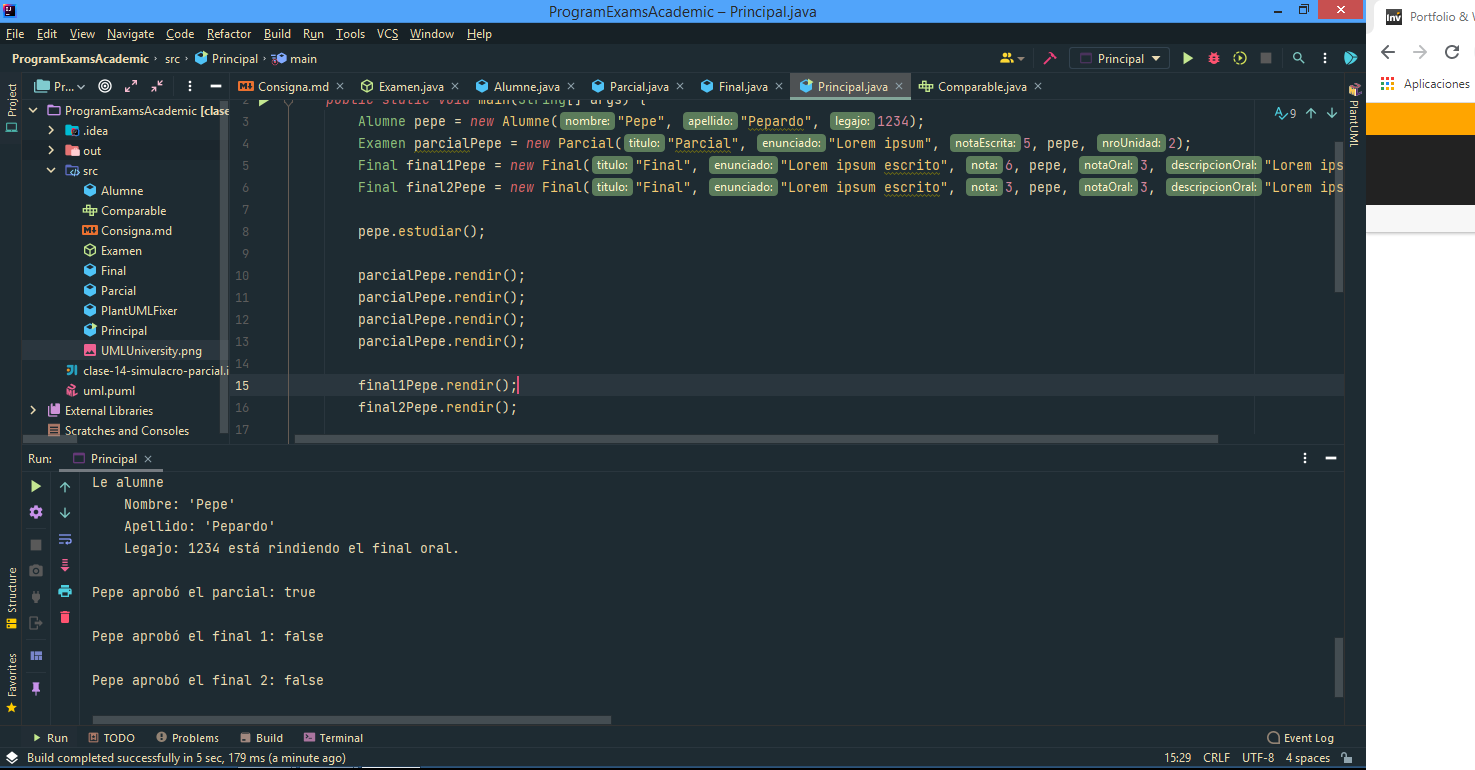 ProgramExamsAcademic – Principal.java
File Edit View Navigate Code Refactor Build Run Tools VCS Window Help
ProgramExamsAcademic › src › Principal › main
Principal
Pr...
Consigna.md × Examen.java × Alumne.java × Parcial.java × Final.java × Principal.java × Comparable.java ×
Project
ProgramExamsAcademic [clase
.idea
out
src
Alumne
Comparable
Consigna.md
Examen
Final
Parcial
PlantUMLFixer
Principal
UMLUniversity.png
clase-14-simulacro-parcial.i
uml.puml
External Libraries
Scratches and Consoles
2 public static void main(String[] args) {
3 Alumne pepe = new Alumne( nombre: "Pepe", apellido: "Pepardo", legajo: 1234);
4 Examen parcialPepe = new Parcial( titulo: "Parcial", enunciado: "Lorem ipsum", notaEscrita: 5, pepe, nroUnidad: 2);
5 Final final1Pepe = new Final( titulo: "Final", enunciado: "Lorem ipsum escrito", nota: 6, pepe, notaOral: 3, descripcionOral: "Lorem ips
6 Final final2Pepe = new Final( titulo: "Final", enunciado: "Lorem ipsum escrito", nota: 3, pepe, notaOral: 3, descripcionOral: "Lorem ips
7
8 pepe.estudiar();
9
10 parcialPepe.rendir();
11 parcialPepe.rendir();
12 parcialPepe.rendir();
13 parcialPepe.rendir();
14
15 final1Pepe.rendir();
16 final2Pepe.rendir();
17
9
PlantUML
Run: Principal ×
Le alumne
Nombre: 'Pepe'
Apellido: 'Pepardo'
Legajo: 1234 está rindiendo el final oral.
Pepe aprobó el parcial: true
Pepe aprobó el final 1: false
Pepe aprobó el final 2: false
Structure
Favorites
Run TODO Problems Build Terminal Event Log
Build completed successfully in 5 sec, 179 ms (a minute ago) 15:29 CRLF UTF-8 4 spaces
Inv Portfolio & W
Aplicaciones